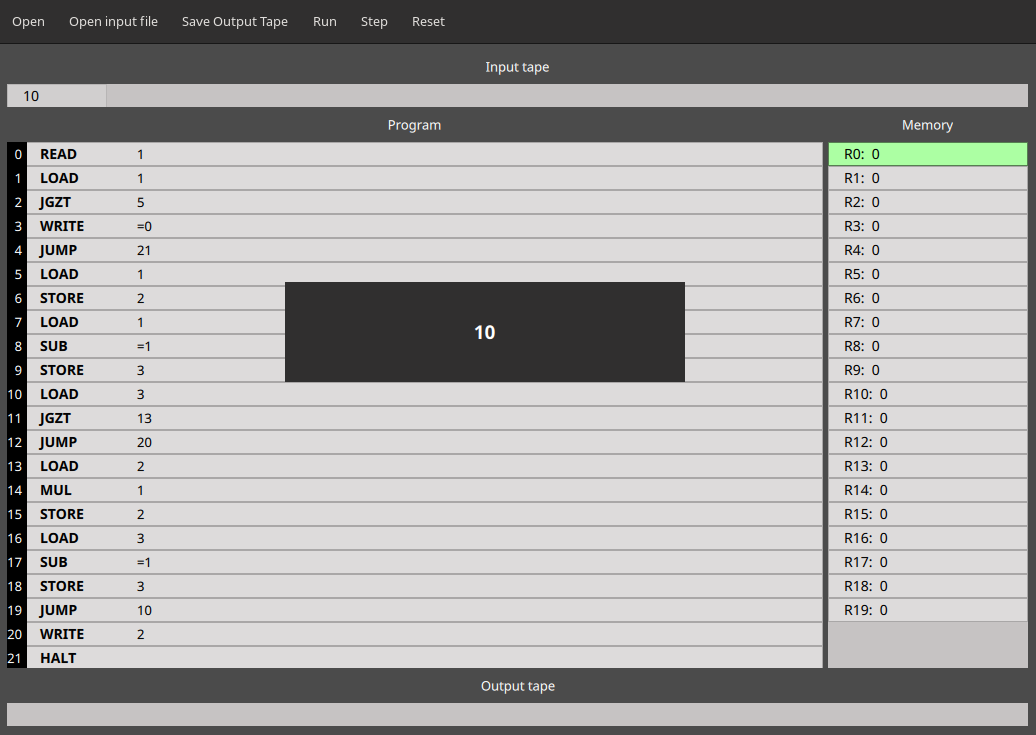 Open Open input file Save Output Tape Run Step Reset
Input tape
10
Program Memory
0 READ 1 R0: 0
1 LOAD 1 R1: 0
2 JGZT 5 R2: 0
3 WRITE =0 R3: 0
4 JUMP 21 R4: 0
5 LOAD 1 R5: 0
6 STORE 2 R6: 0
7 LOAD 1 10 R7: 0
8 SUB =1 R8: 0
9 STORE 3 R9: 0
10 LOAD 3 R10: 0
11 JGZT 13 R11: 0
12 JUMP 20 R12: 0
13 LOAD 2 R13: 0
14 MUL 1 R14: 0
15 STORE 2 R15: 0
16 LOAD 3 R16: 0
17 SUB =1 R17: 0
18 STORE 3 R18: 0
19 JUMP 10 R19: 0
20 WRITE 2
21 HALT
Output tape